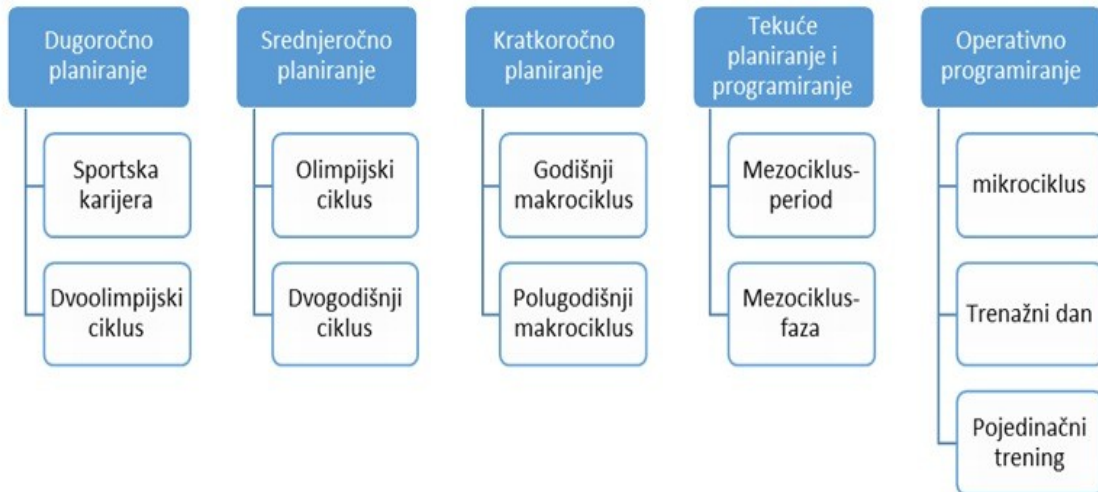 Dugoročno
planiranje
Sportska
karijera
Dvoolimpijski
ciklus
Srednjeročno
planiranje
Olimpijski
ciklus
Dvogodišnji
ciklus
Kratkoročno
planiranje
Godišnji
makrociklus
Polugodišnji
makrociklus
Tekuće
planiranje i
programiranje
Mezociklus-
period
Mezociklus-
faza
Operativno
programiranje
mikrociklus
Trenažni dan
Pojedinačni
trening